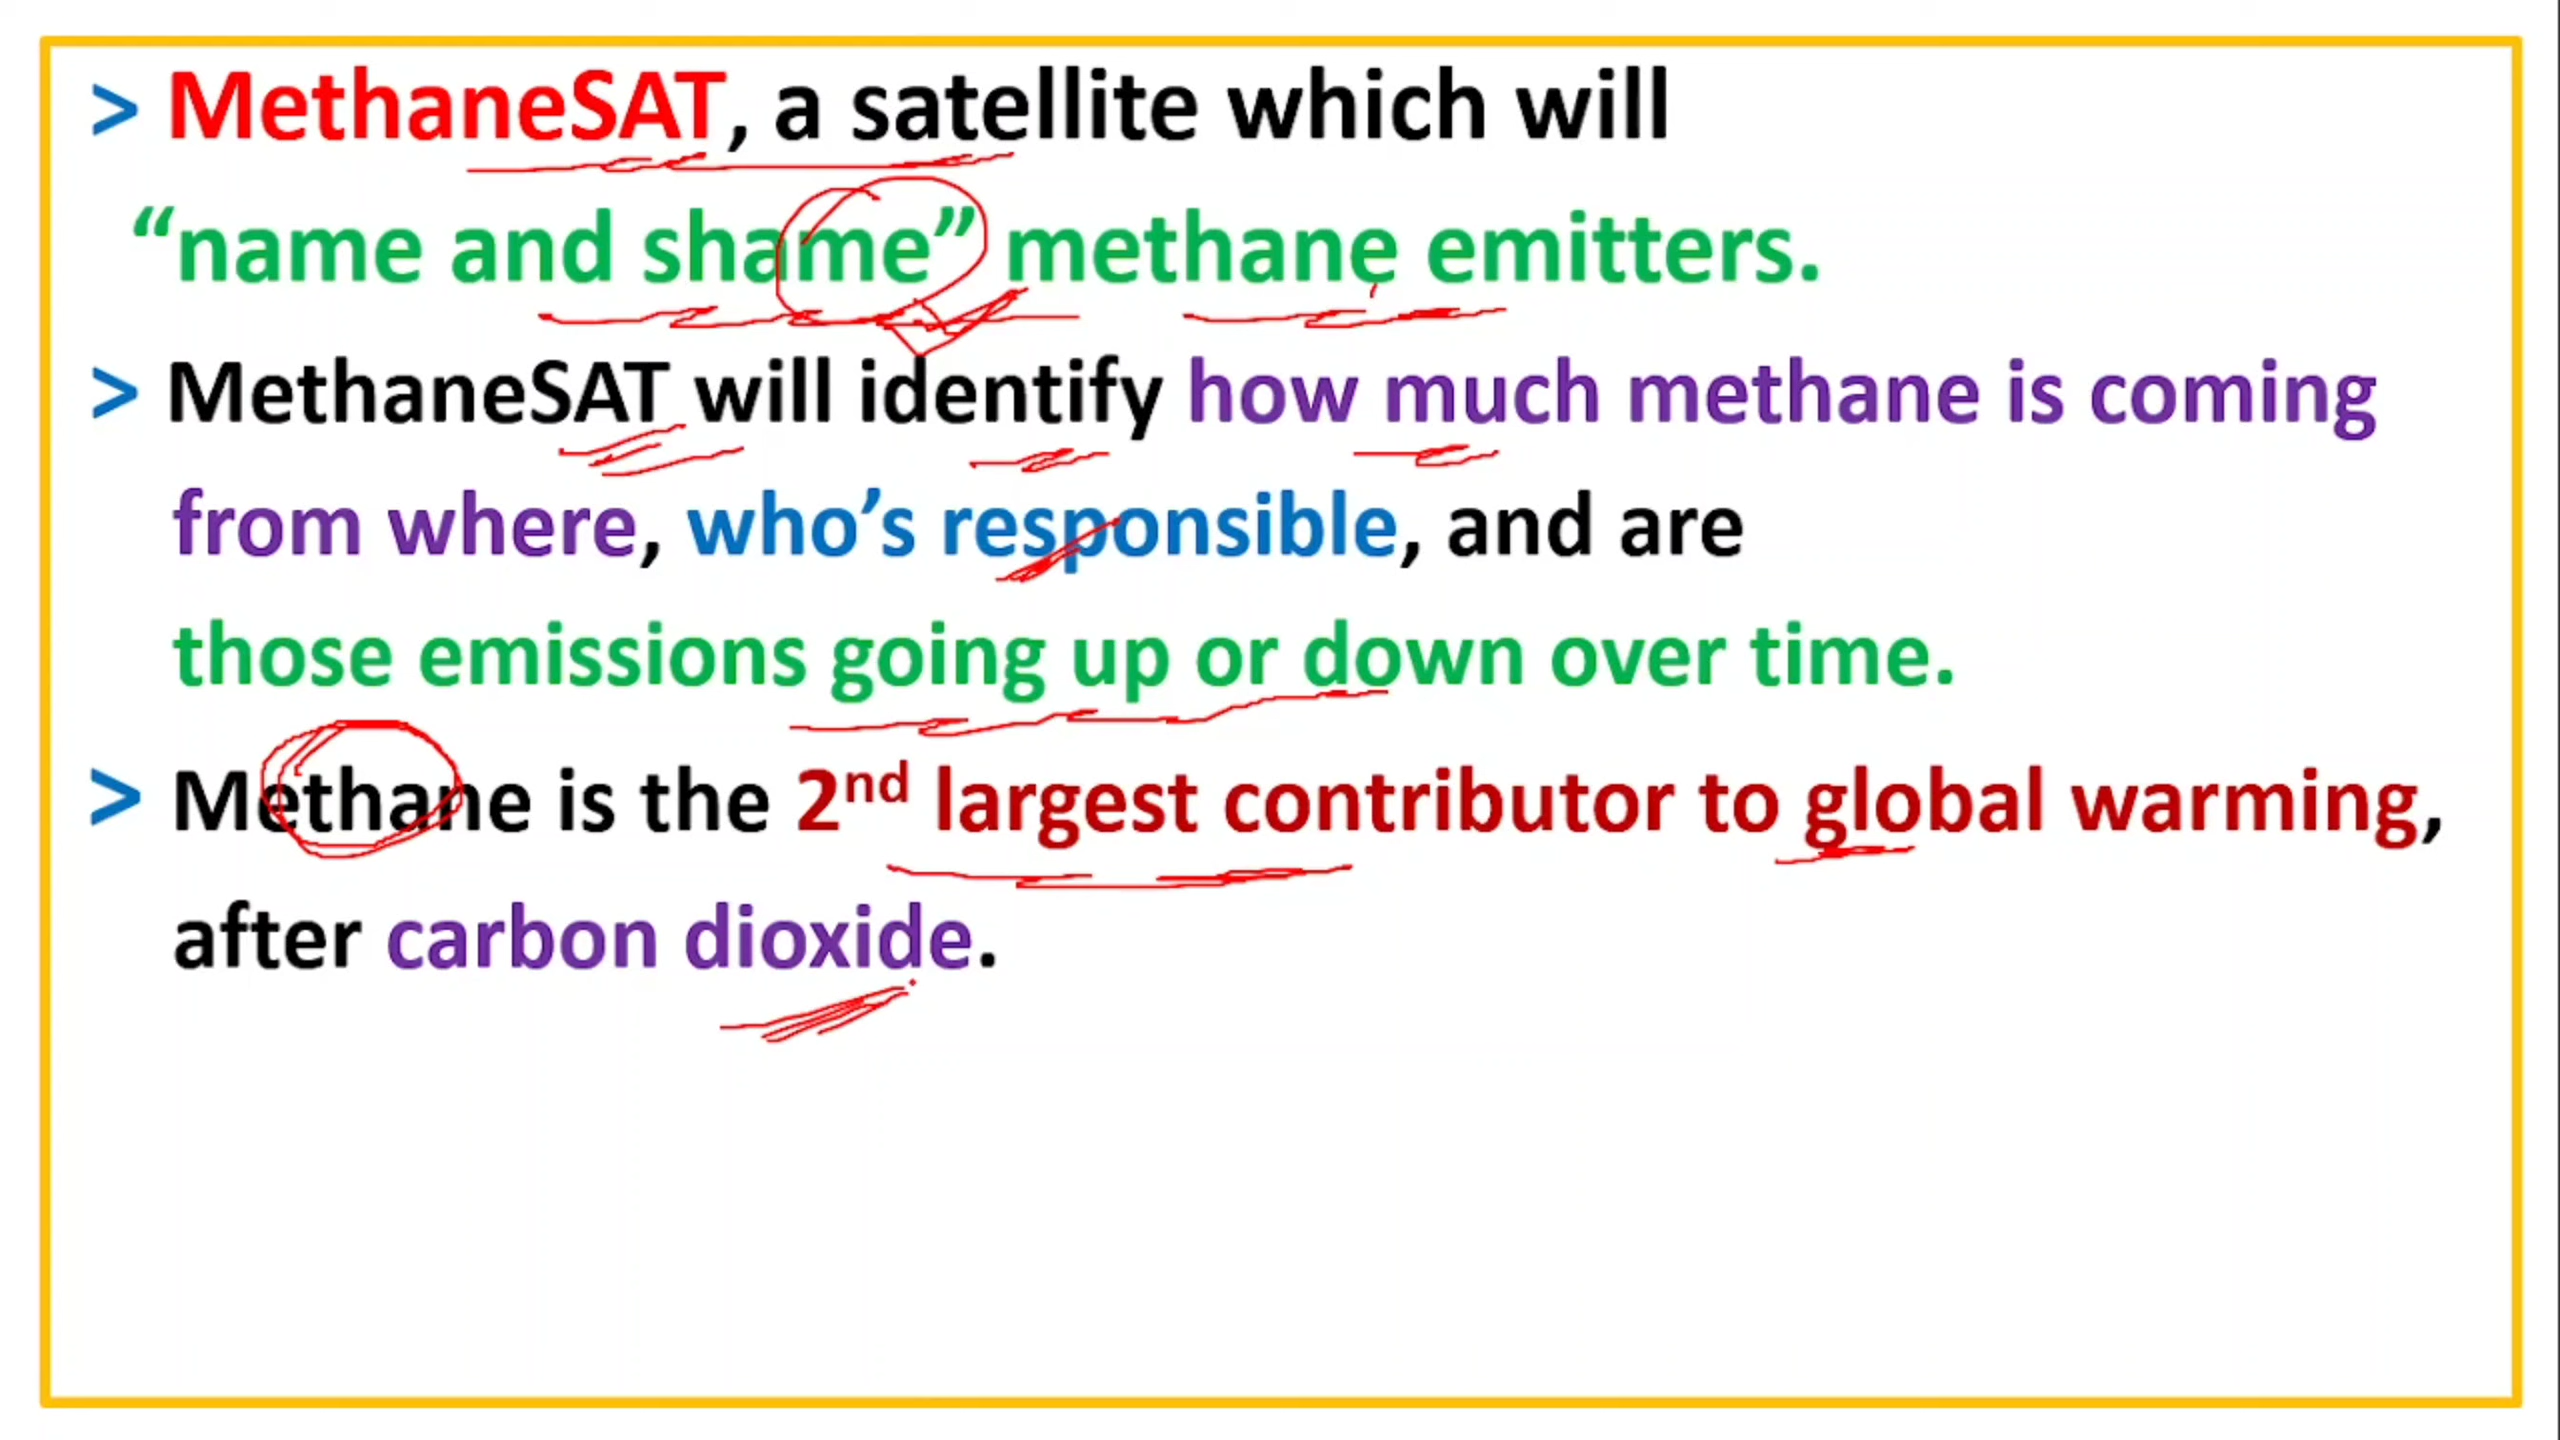 > MethaneSAT, a satellite which will
“name and shame” methane emitters.
> MethaneSAT will identify how much methane is coming
from where, who’s responsible, and are
those emissions going up or down over time.
> Methane is the 2nd largest contributor to global warming,
after carbon dioxide.